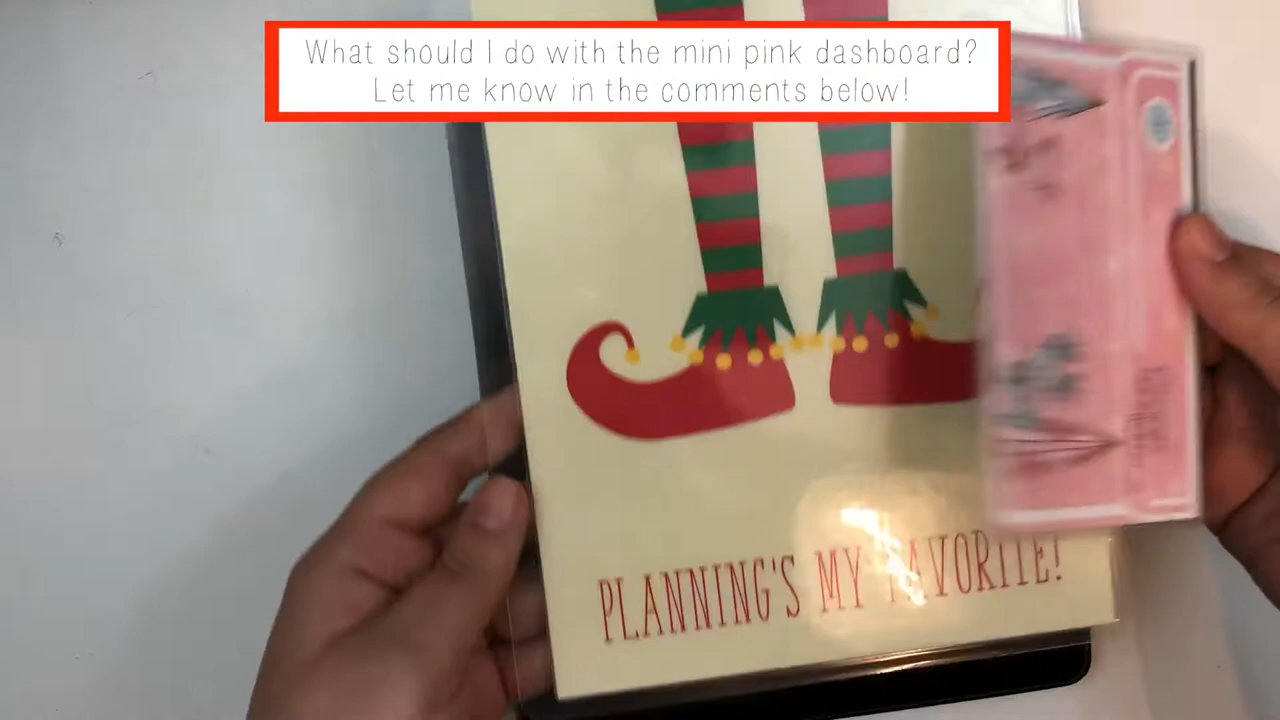 What should I do with the mini pink dashboard?
Let me know in the comments below!
PLANNING'S MY FAVORITE!